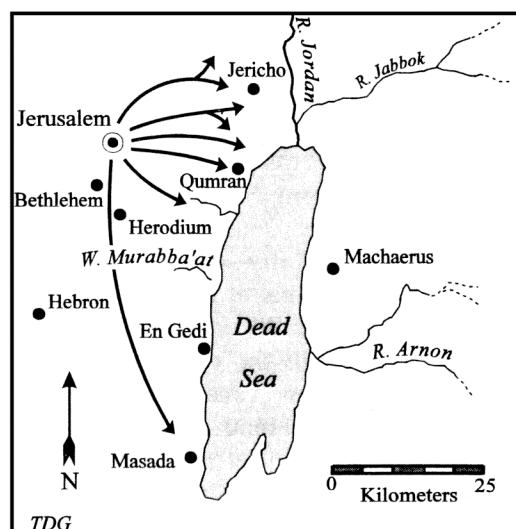 R. Jordan
R. Jabbok
Jericho
Jerusalem
Qumran
Bethlehem
Herodium
W. Murabba'at
Machaerus
Hebron
En Gedi
Dead
Sea
R. Arnon
Masada
N
0 25
Kilometers
TDG